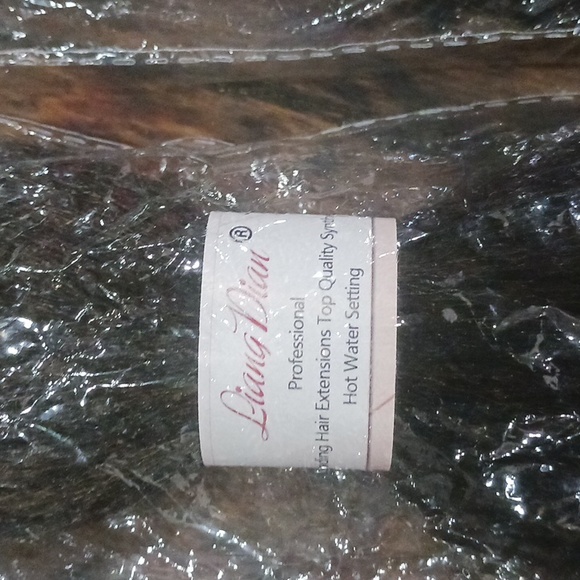 Liang Dian®
Professional
Hair Extensions Top Quality
Hot Water Setting